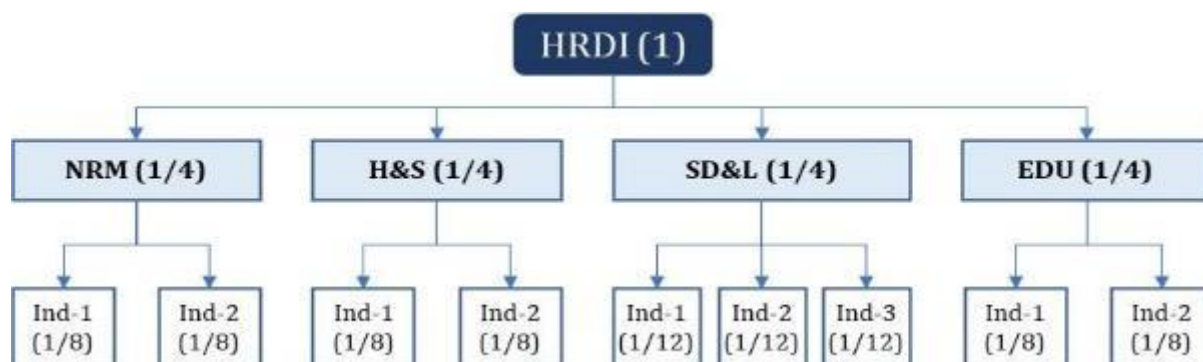 HRDI (1)
NRM (1/4)
H&S (1/4)
SD&L (1/4)
EDU (1/4)
Ind-1
(1/8)
Ind-2
(1/8)
Ind-1
(1/8)
Ind-2
(1/8)
Ind-1
(1/12)
Ind-2
(1/12)
Ind-3
(1/12)
Ind-1
(1/8)
Ind-2
(1/8)